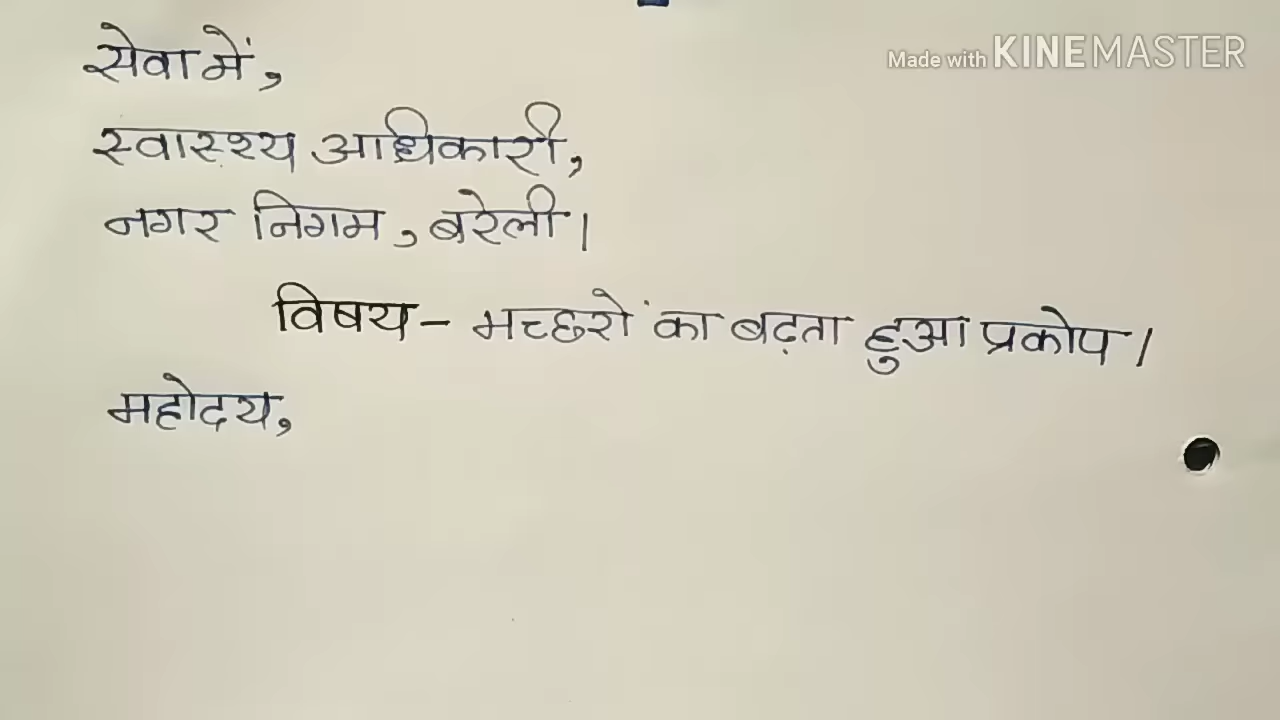 Made with KINEMASTER
सेवा में,
स्वास्थ्य अधिकारी,
नगर निगम, बरेली।
विषय- मच्छरों का बढ़ता हुआ प्रकोप।
महोदय,